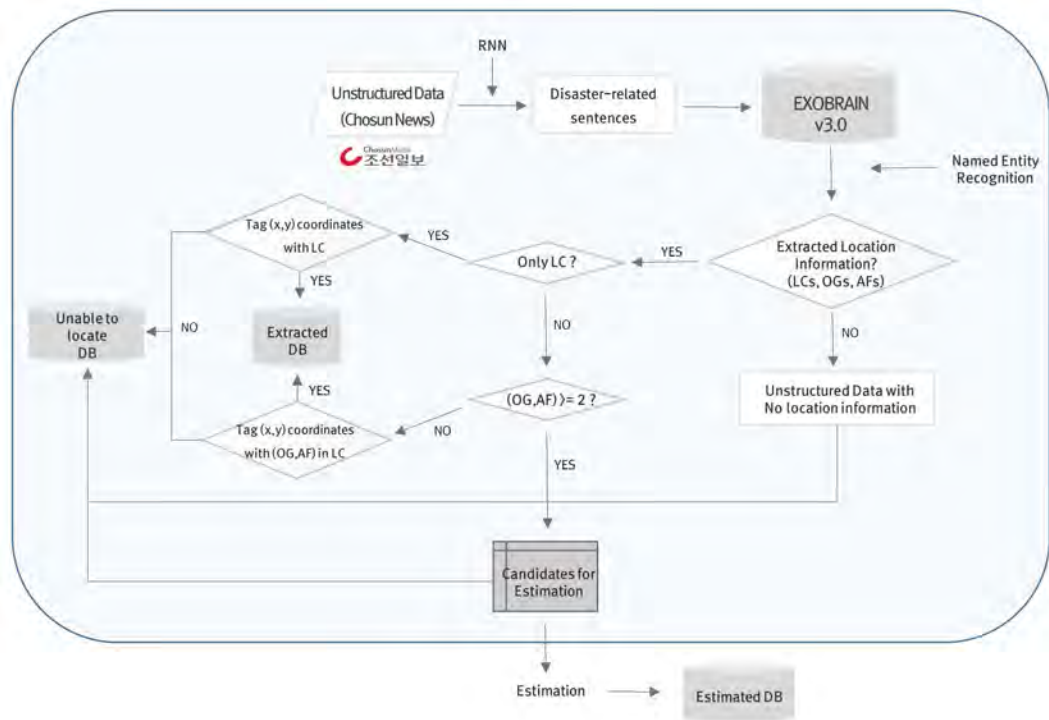 RNN
Unstructured Data
(Chosun News)
ChosunMedia
조선일보
Disaster-related
sentences
EXOBRAIN
v3.0
Named Entity
Recognition
Extracted Location
Information?
(LCs, OGs, AFs)
YES
NO
Only LC ?
YES
NO
Tag (x,y) coordinates
with LC
YES
NO
Unable to
locate
DB
Extracted
DB
YES
(OG,AF) >= 2 ?
NO
YES
Tag (x,y) coordinates
with (OG,AF) in LC
Unstructured Data with
No location information
Candidates for
Estimation
Estimation
Estimated DB